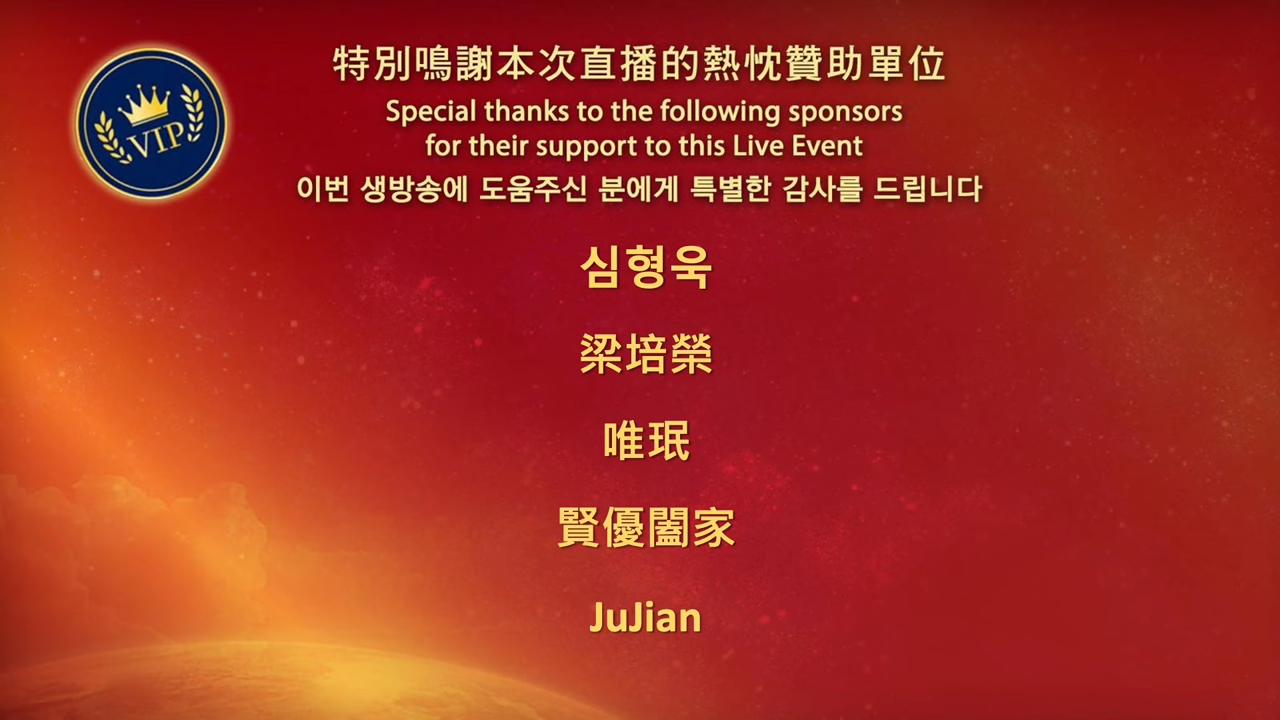 VIP
特別鳴謝本次直播的熱忱贊助單位
Special thanks to the following sponsors
for their support to this Live Event
이번 생방송에 도움주신 분에게 특별한 감사를 드립니다
심형욱
梁培榮
唯珉
賢優闔家
JuJian